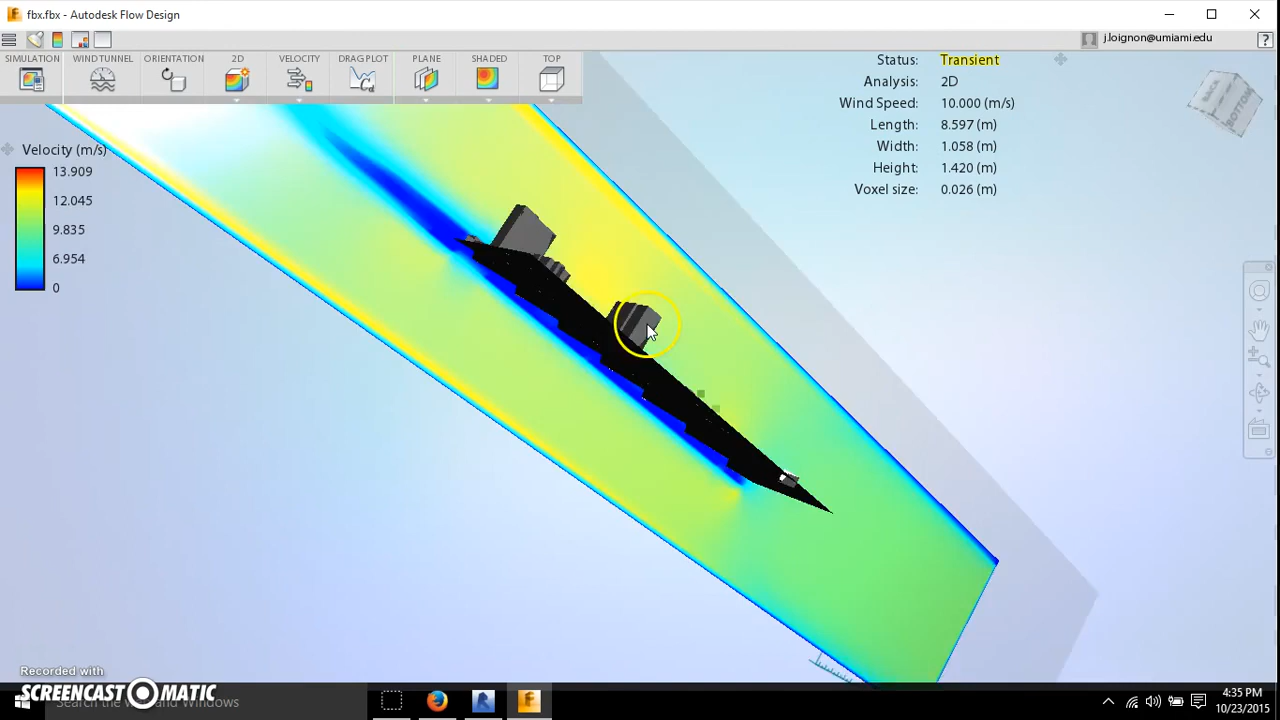 fbx.fbx - Autodesk Flow Design
j.loignon@umiami.edu
?
SIMULATION WIND TUNNEL ORIENTATION 2D VELOCITY DRAG PLOT PLANE SHADED TOP
Status: Transient
Analysis: 2D
Wind Speed: 10.000 (m/s)
Length: 8.597 (m)
Width: 1.058 (m)
Height: 1.420 (m)
Voxel size: 0.026 (m)
BACK
BOTTOM
Velocity (m/s)
13.909
12.045
9.835
6.954
0
Recorded with
SCREENCAST-O-MATIC
and Windows
4:35 PM
10/23/2015